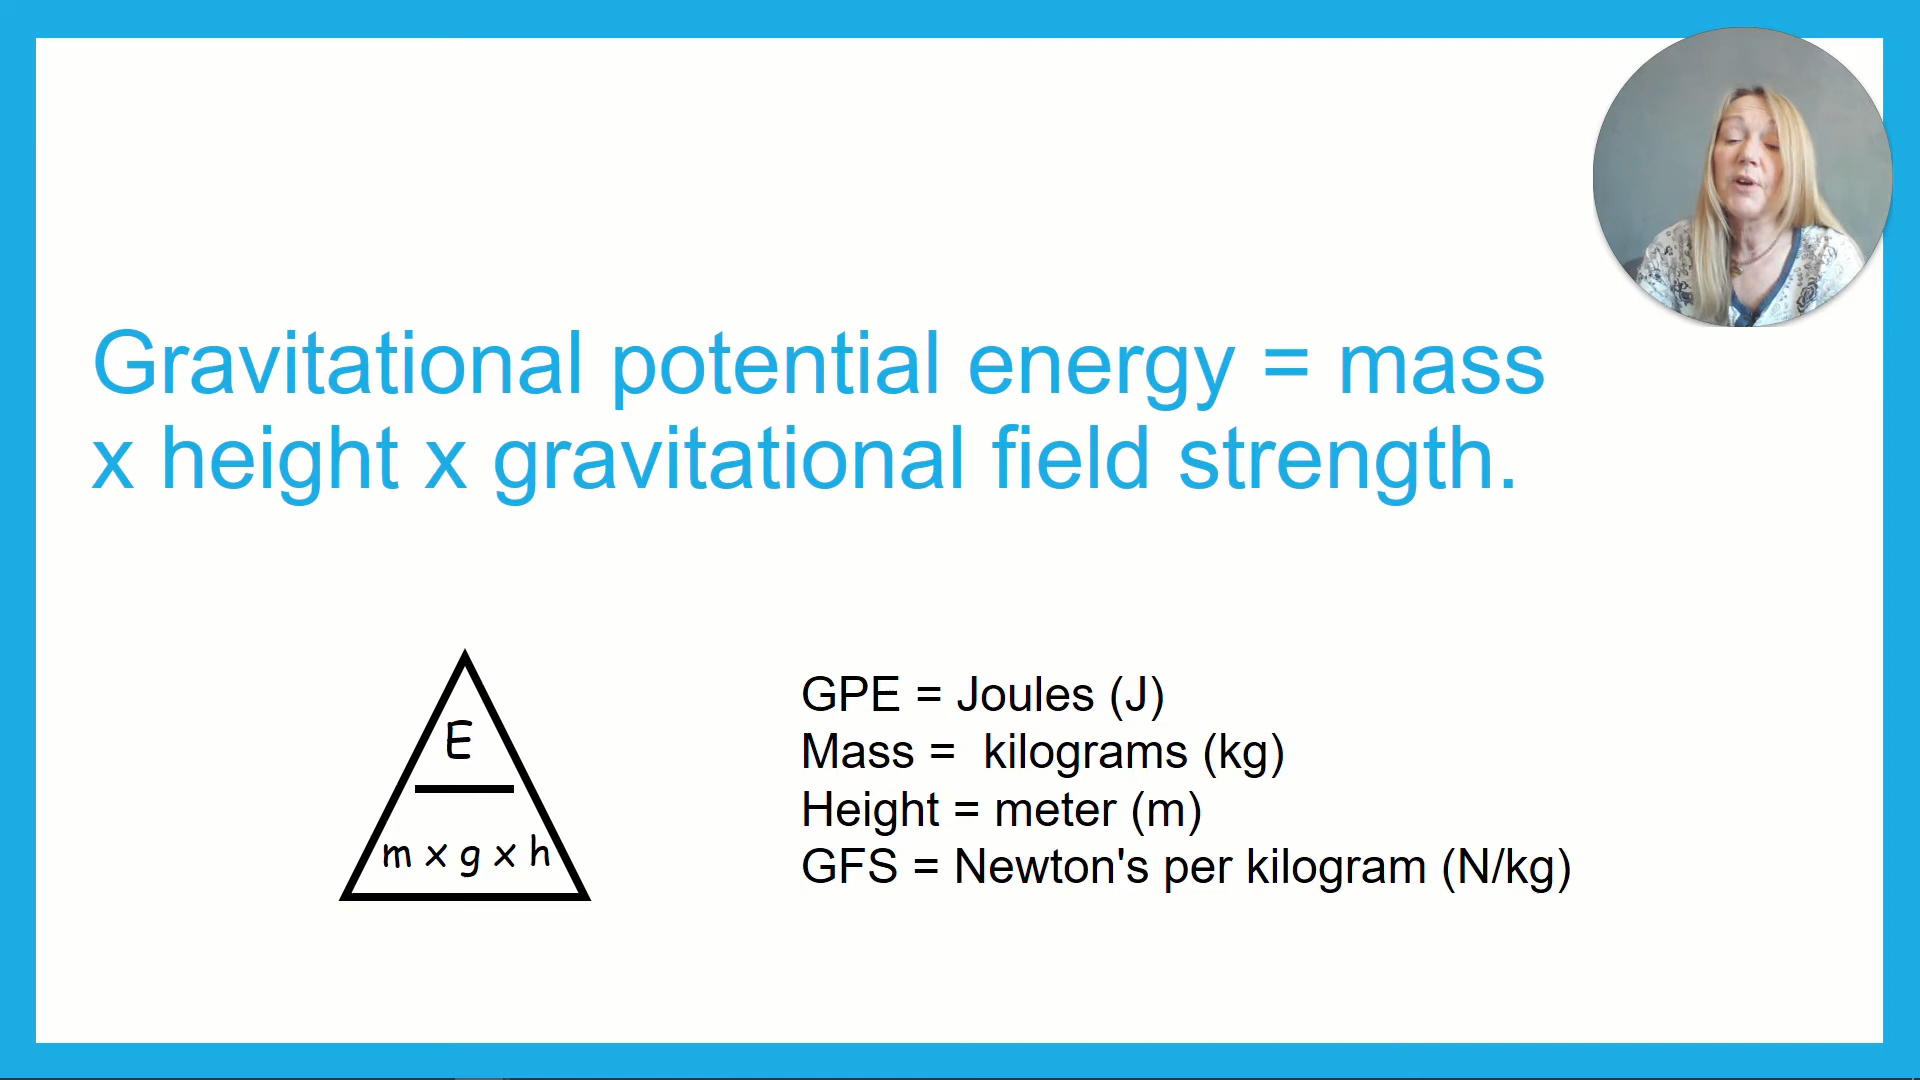 Gravitational potential energy = mass
x height x gravitational field strength.
E
m x g x h
GPE = Joules (J)
Mass =  kilograms (kg)
Height = meter (m)
GFS = Newton's per kilogram (N/kg)